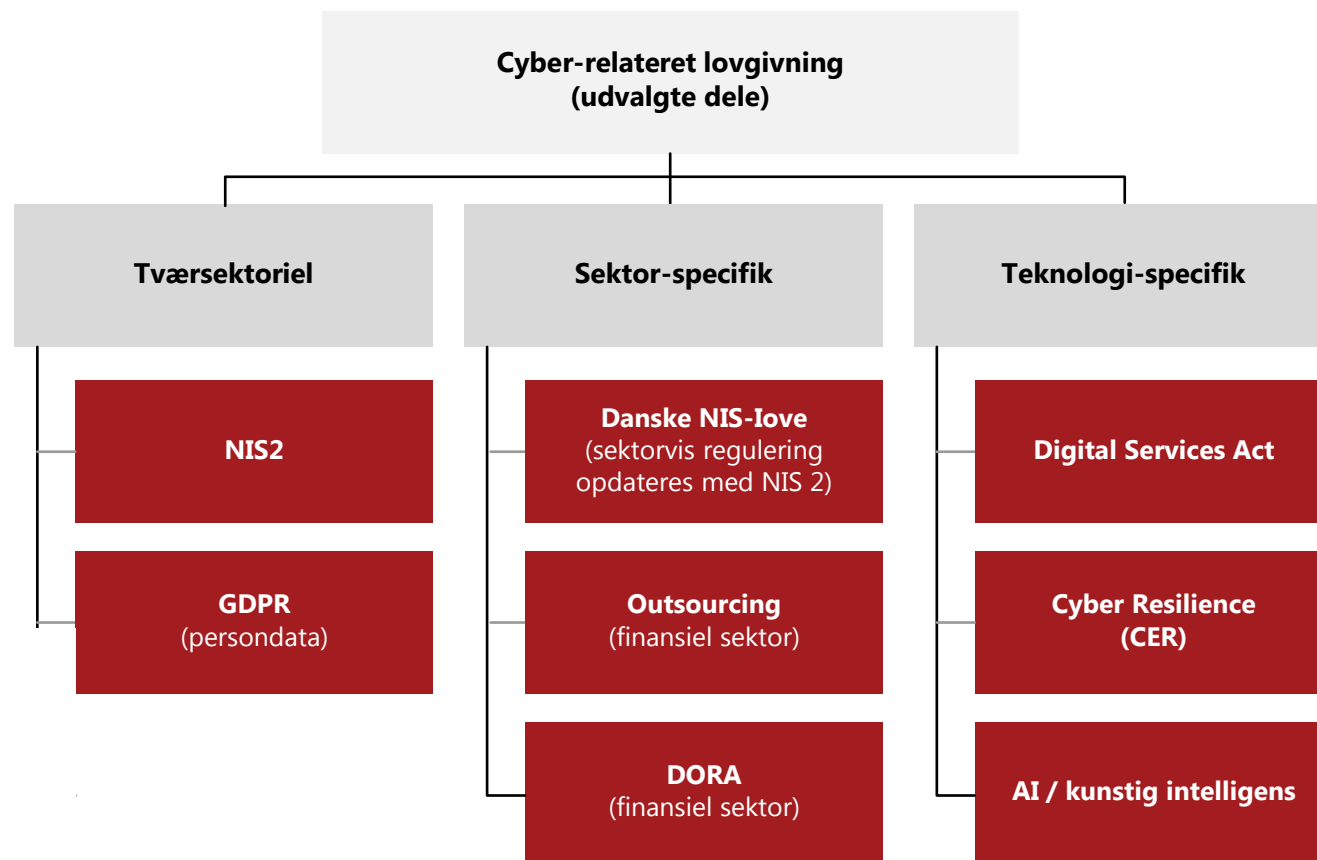 Cyber-relateret lovgivning
(udvalgte dele)
Tværsektoriel
Sektor-specifik
Teknologi-specifik
NIS2
GDPR
(persondata)
Danske NIS-love
(sektorvis regulering
opdateres med NIS 2)
Outsourcing
(finansiel sektor)
DORA
(finansiel sektor)
Digital Services Act
Cyber Resilience
(CER)
AI / kunstig intelligens